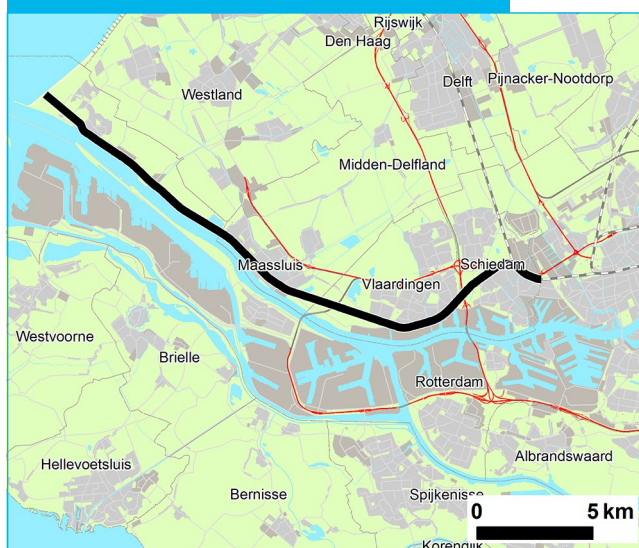 Rijswijk
Den Haag
Delft
Pijnacker-Nootdorp
Westland
Midden-Delfland
Maassluis
Schiedam
Vlaardingen
Westvoorne
Brielle
Rotterdam
Albrandswaard
Hellevoetsluis
Bernisse
Spijkenisse
Korendijk
0 5 km